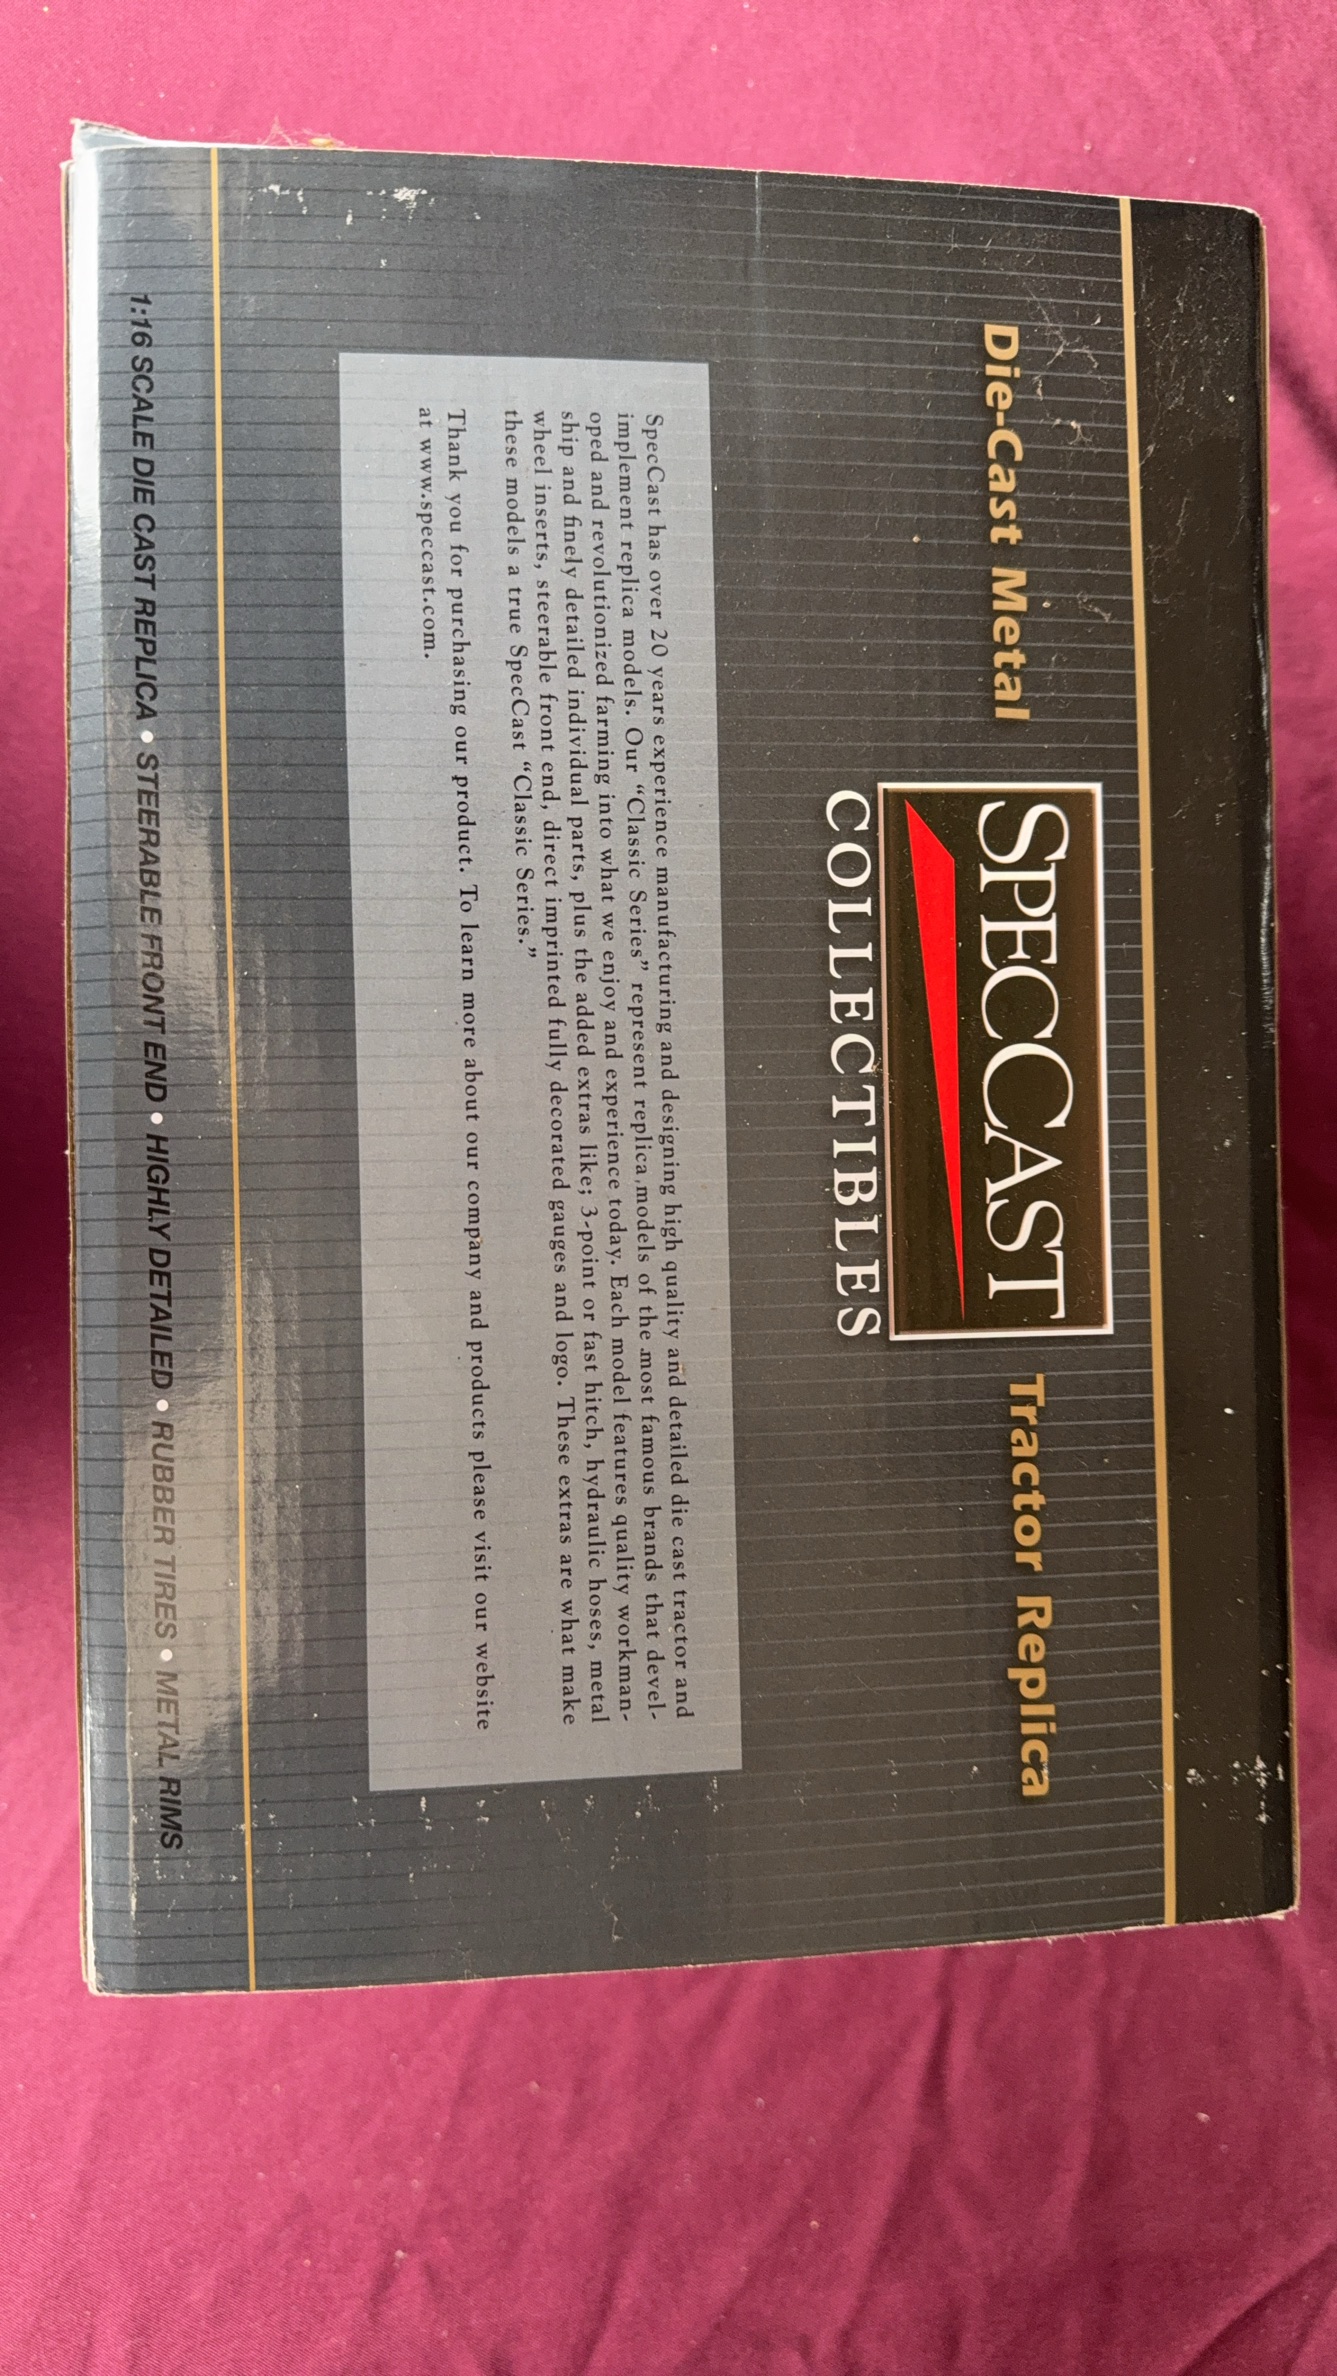 Die-Cast Metal
SPECCAST
COLLECTIBLES
Tractor Replica
SpecCast has over 20 years experience manufacturing and designing high quality and detailed die cast tractor and
implement replica models. Our “Classic Series” represent replica models of the most famous brands that devel-
oped and revolutionized farming into what we enjoy and experience today. Each model features quality workman-
ship and finely detailed individual parts, plus the added extras like; 3-point or fast hitch, hydraulic hoses, metal
wheel inserts, steerable front end, direct imprinted fully decorated gauges and logo. These extras are what make
these models a true SpecCast “Classic Series.”
Thank you for purchasing our product. To learn more about our company and products please visit our website
at www.speccast.com.
1:16 SCALE DIE CAST REPLICA • STEERABLE FRONT END • HIGHLY DETAILED • RUBBER TIRES • METAL RIMS